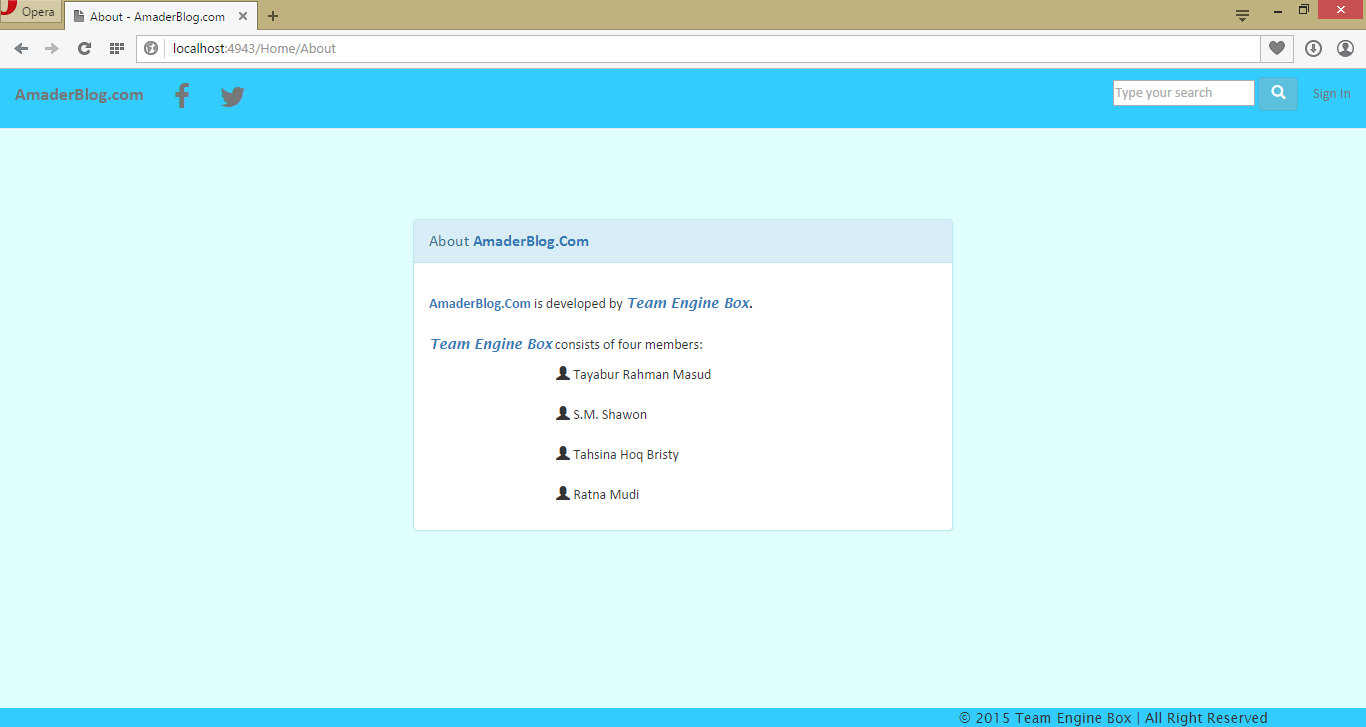 Opera
About - AmaderBlog.com
localhost:4943/Home/About
AmaderBlog.com
Type your search
Sign In
About AmaderBlog.Com
AmaderBlog.Com is developed by Team Engine Box.
Team Engine Box consists of four members:
Tayabur Rahman Masud
S.M. Shawon
Tahsina Hoq Bristy
Ratna Mudi
© 2015 Team Engine Box | All Right Reserved